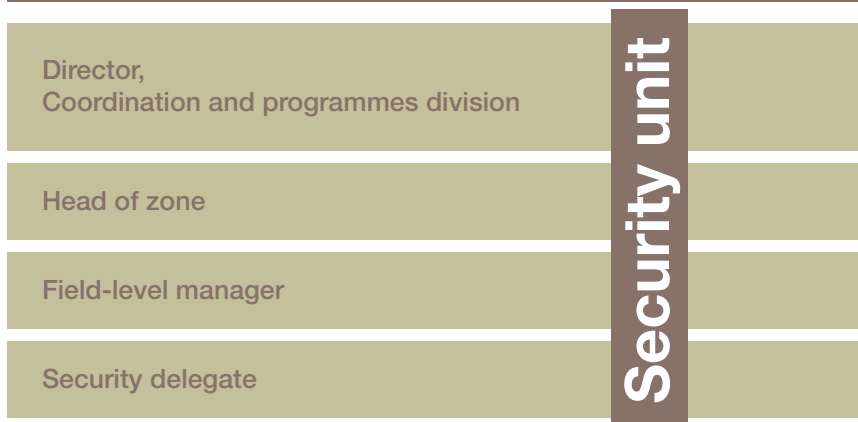 Director,
Coordination and programmes division
Head of zone
Field-level manager
Security delegate
Security unit